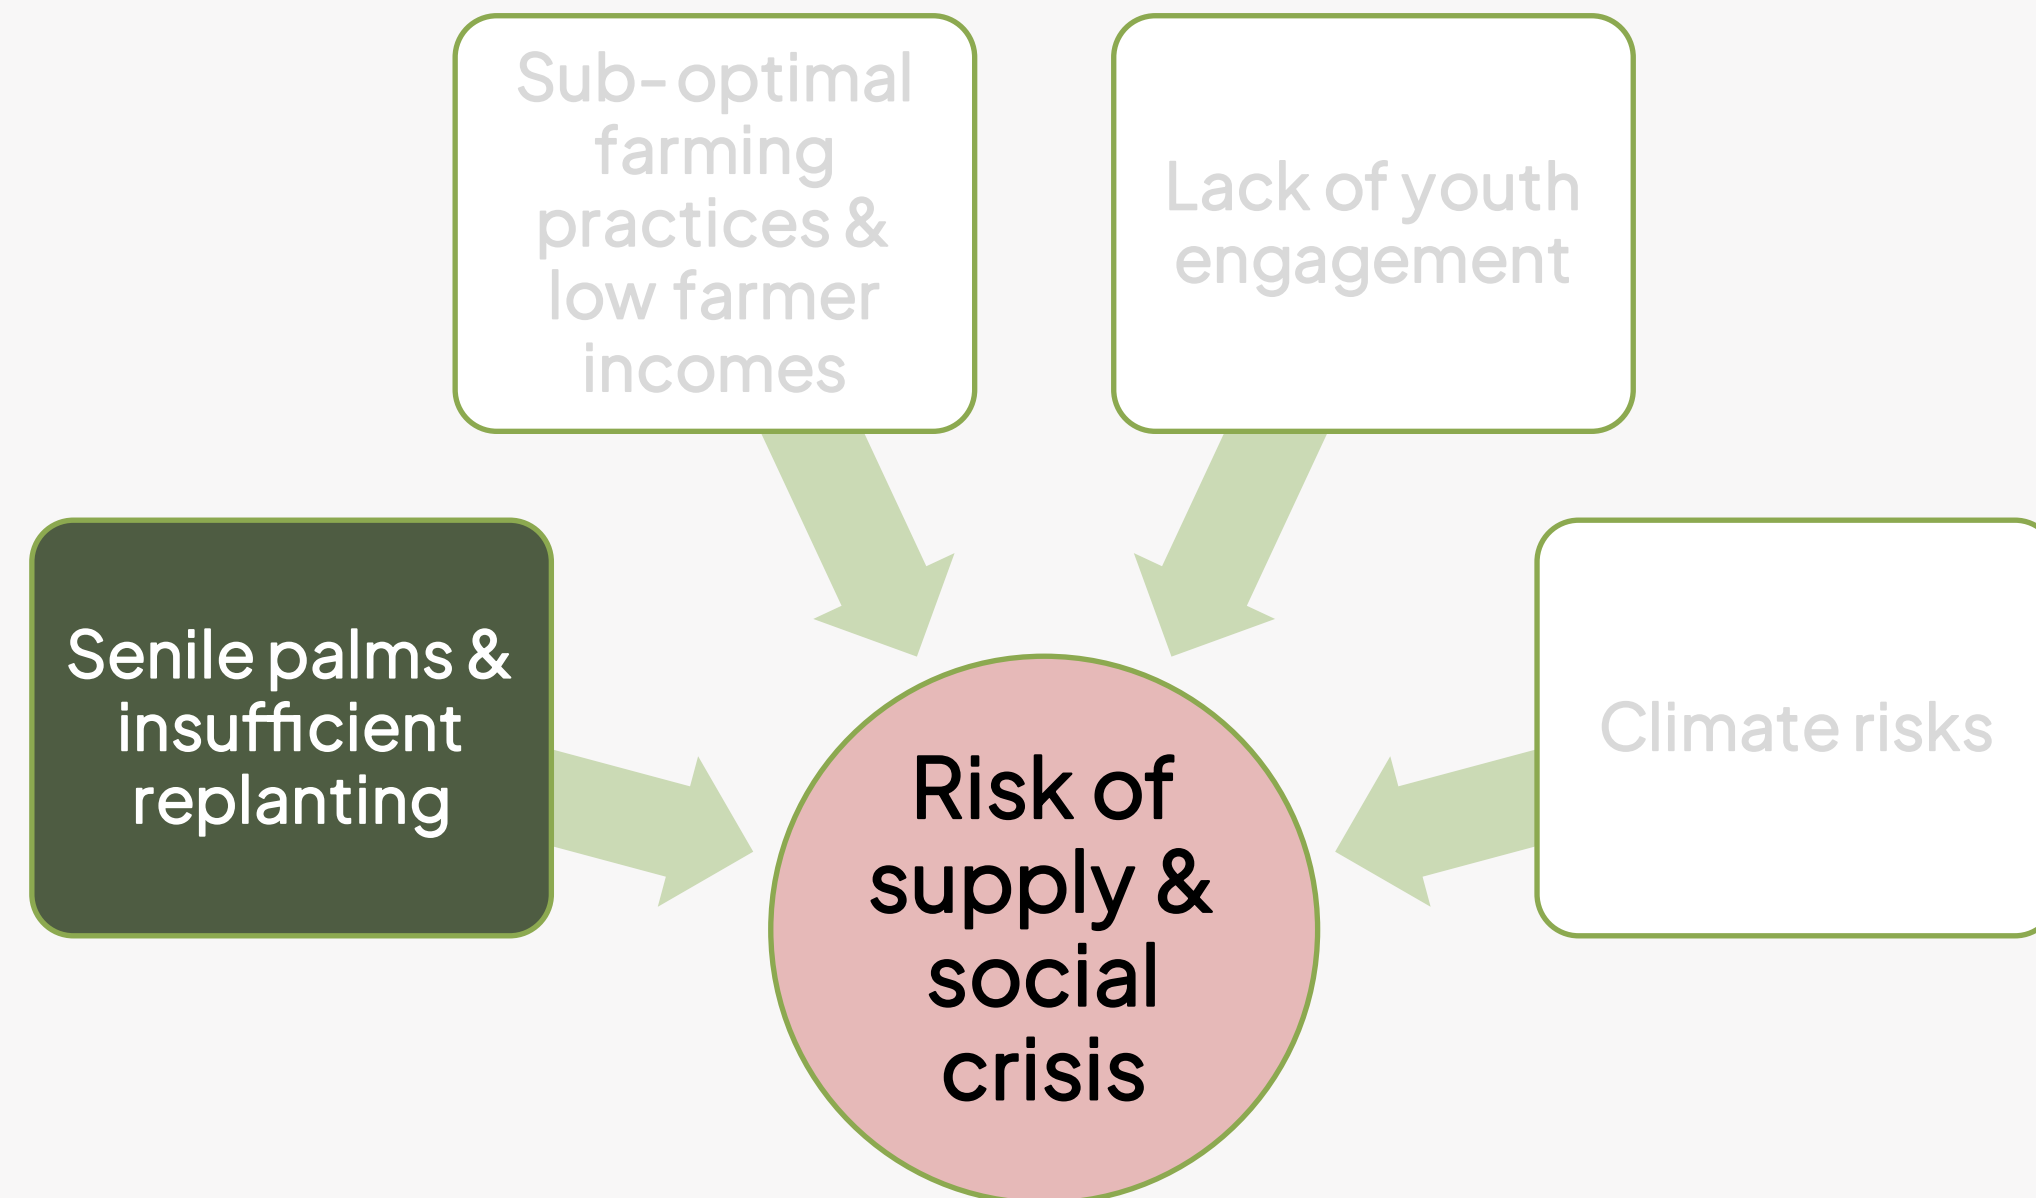 Sub-optimal
farming
practices &
low farmer
incomes
Lack of youth
engagement
Senile palms &
insufficient
replanting
Climate risks
Risk of
supply &
social
crisis